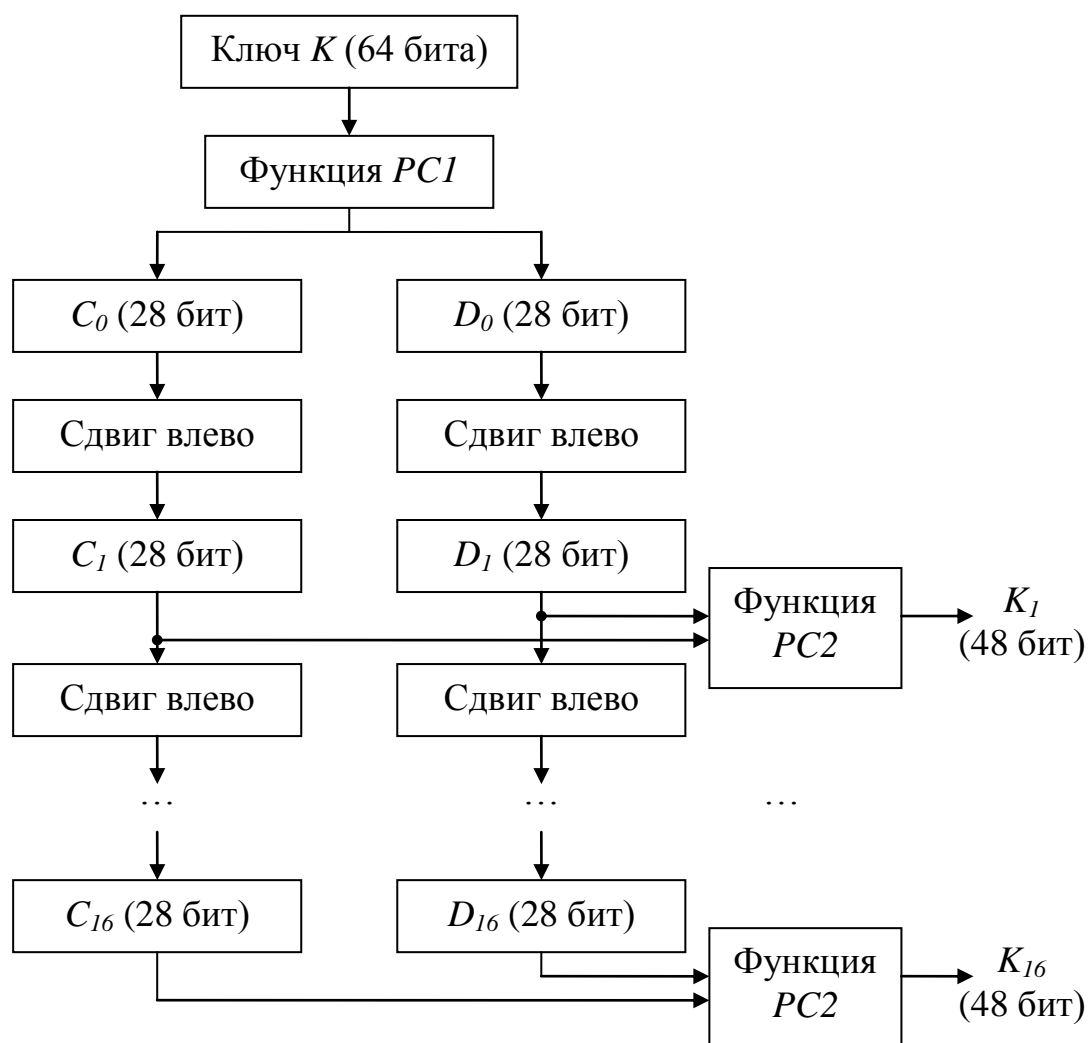 Ключ K (64 бита)
Функция PC1
C0 (28 бит)
D0 (28 бит)
Сдвиг влево
Сдвиг влево
C1 (28 бит)
D1 (28 бит)
Функция
PC2
K1
(48 бит)
Сдвиг влево
Сдвиг влево
...
...
...
C16 (28 бит)
D16 (28 бит)
Функция
PC2
K16
(48 бит)